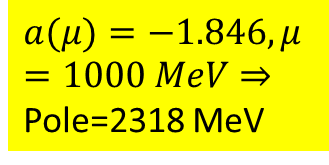 a(μ) = −1.846, μ
= 1000 MeV ⇒
Pole=2318 MeV